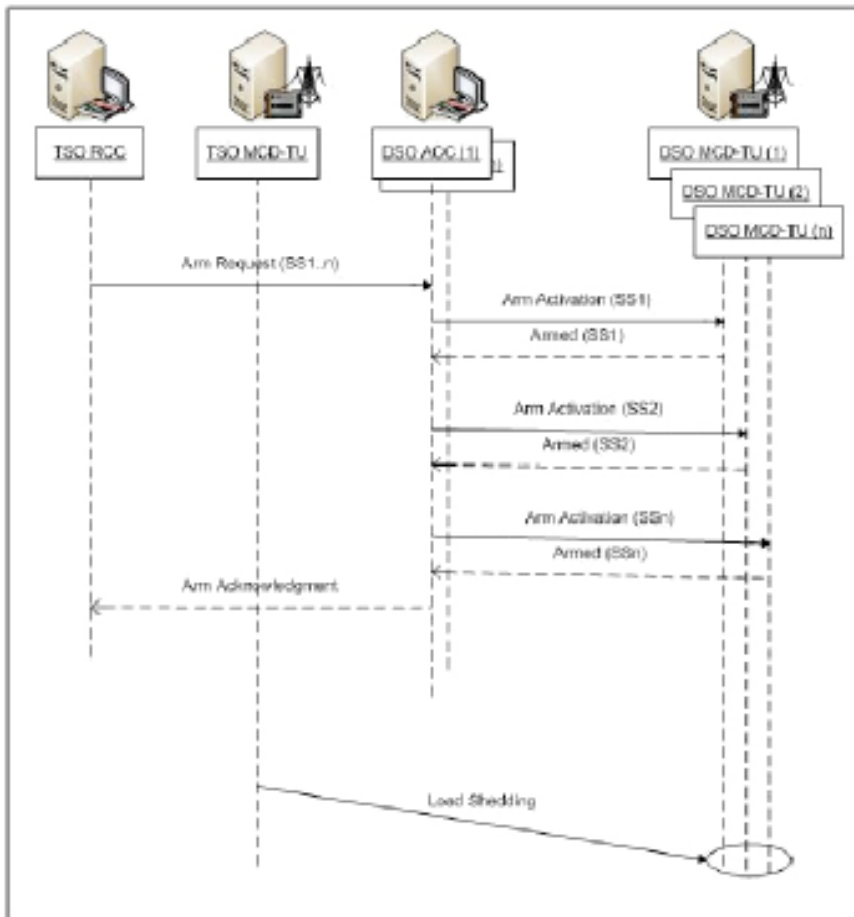 TSO ROC
TSO MCD-TU
DSO AOC (1)
DSO MCD-TU (1)
DSO MCD-TU (2)
DSO MCD-TU (n)
Arm Request (SS1..n)
Arm Activation (SS1)
Armed (SS1)
Arm Activation (SS2)
Armed (SS2)
Arm Activation (SSn)
Armed (SSn)
Arm Acknowledgment
Load Shedding